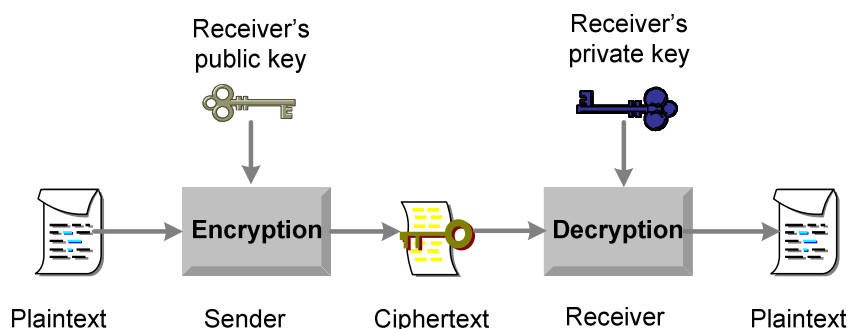 Receiver's
public key
Receiver's
private key
Encryption
Decryption
Plaintext
Sender
Ciphertext
Receiver
Plaintext